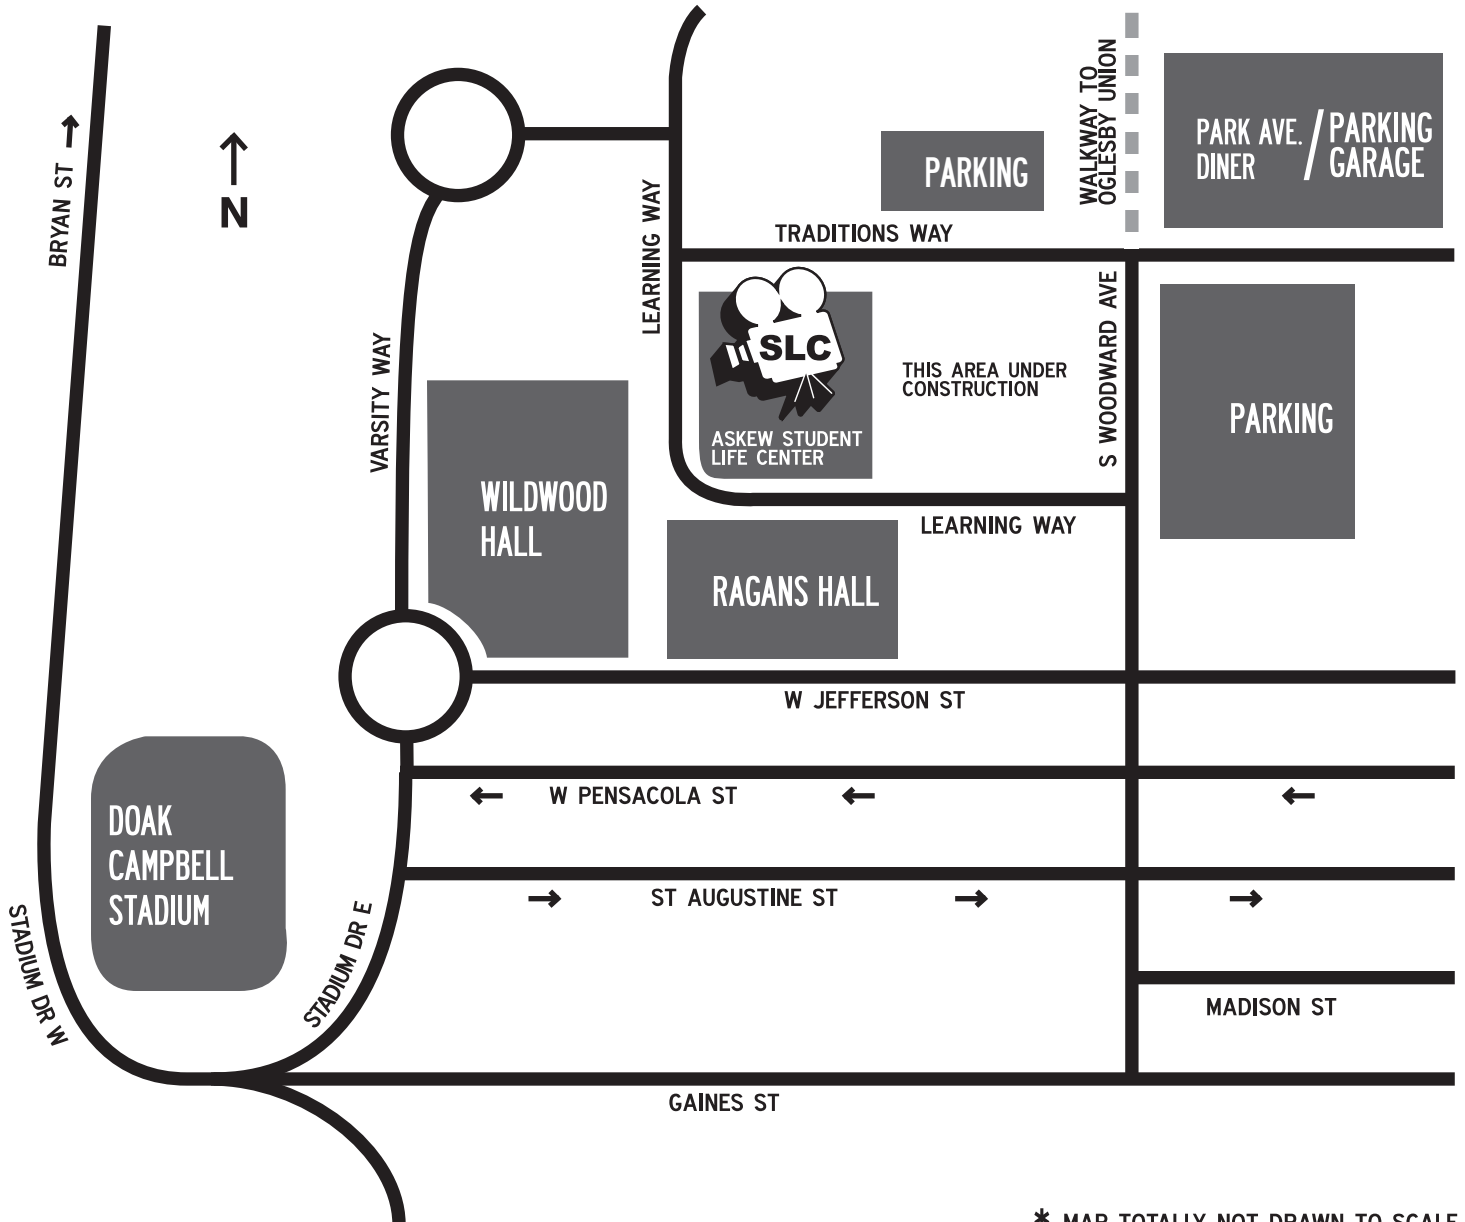 WALKWAY TO
OGLESBY UNION
PARK AVE.
DINER
/
PARKING
GARAGE
BRYAN ST →
N
PARKING
LEARNING WAY
TRADITIONS WAY
S WOODWARD AVE
VARSITY WAY
SLC
ASKEW STUDENT
LIFE CENTER
THIS AREA UNDER
CONSTRUCTION
PARKING
WILDWOOD
HALL
LEARNING WAY
RAGANS HALL
W JEFFERSON ST
← W PENSACOLA ST ← ←
DOAK
CAMPBELL
STADIUM
→ ST AUGUSTINE ST → →
STADIUM DR W
STADIUM DR E
MADISON ST
GAINES ST
* MAP TOTALLY NOT DRAWN TO SCALE